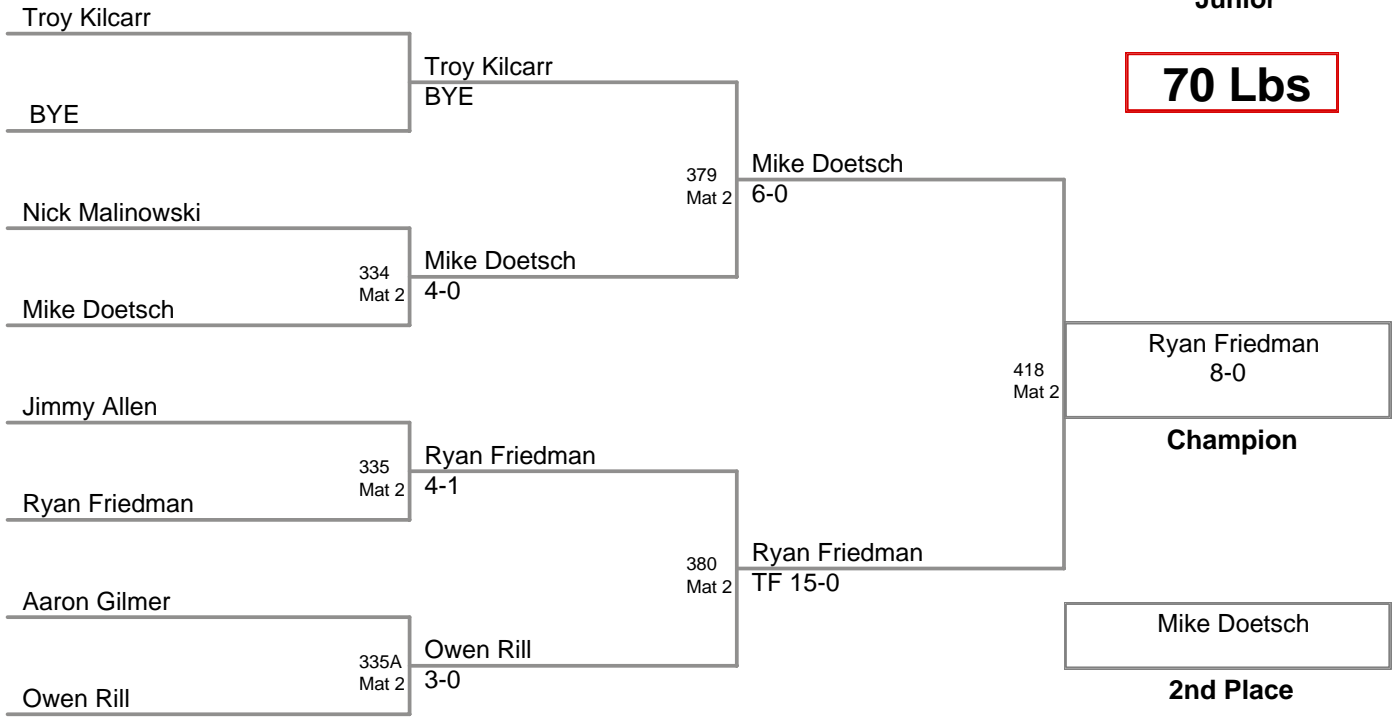 Junior
Troy Kilcarr
Troy Kilcarr
BYE
70 Lbs
BYE
379
Mat 2
Mike Doetsch
6-0
Nick Malinowski
334
Mat 2
Mike Doetsch
4-0
Mike Doetsch
Ryan Friedman
8-0
418
Mat 2
Champion
Jimmy Allen
335
Mat 2
Ryan Friedman
4-1
Ryan Friedman
380
Mat 2
Ryan Friedman
TF 15-0
Aaron Gilmer
Mike Doetsch
2nd Place
335A
Mat 2
Owen Rill
3-0
Owen Rill